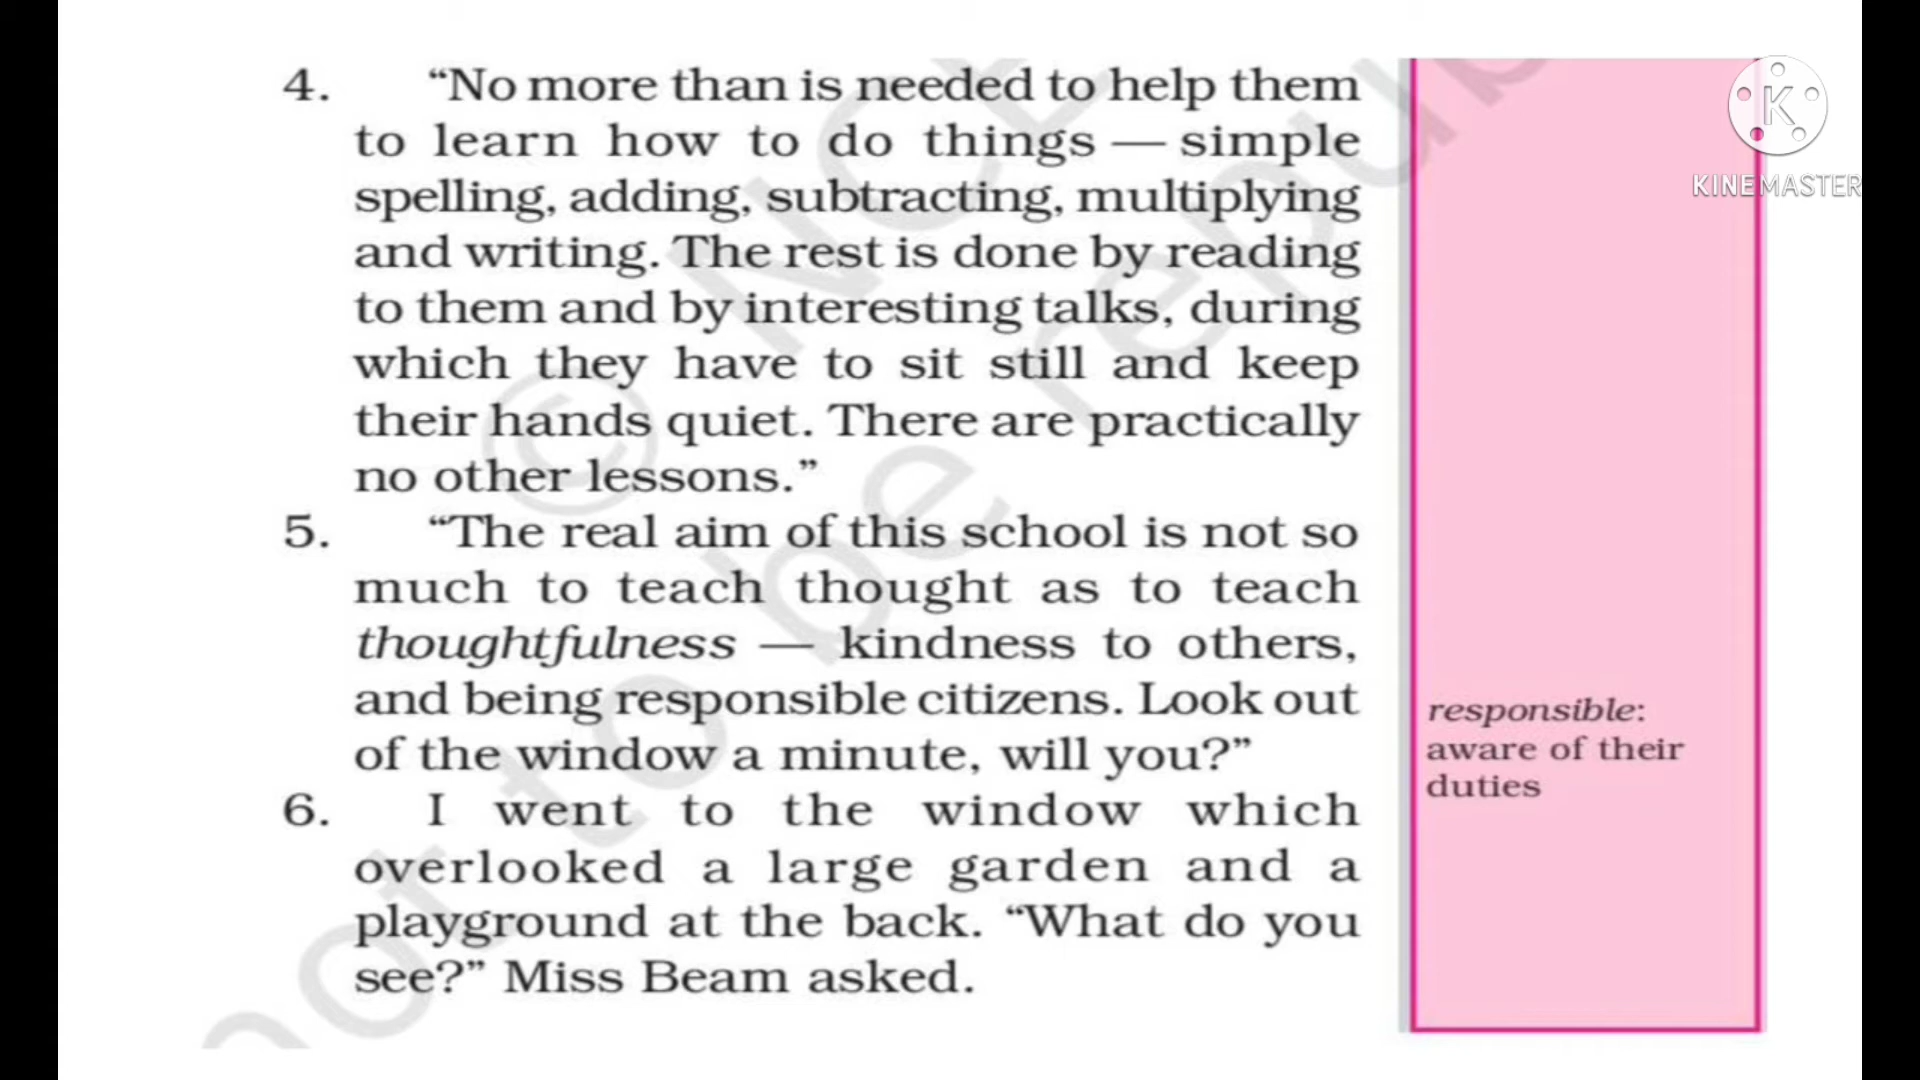 4. “No more than is needed to help them
to learn how to do things — simple
spelling, adding, subtracting, multiplying
and writing. The rest is done by reading
to them and by interesting talks, during
which they have to sit still and keep
their hands quiet. There are practically
no other lessons.”
5. “The real aim of this school is not so
much to teach thought as to teach
thoughtfulness — kindness to others,
and being responsible citizens. Look out
of the window a minute, will you?”
6. I went to the window which
overlooked a large garden and a
playground at the back. “What do you
see?” Miss Beam asked.
responsible:
aware of their
duties
K
KINEMASTER
not to be repub
© NCE